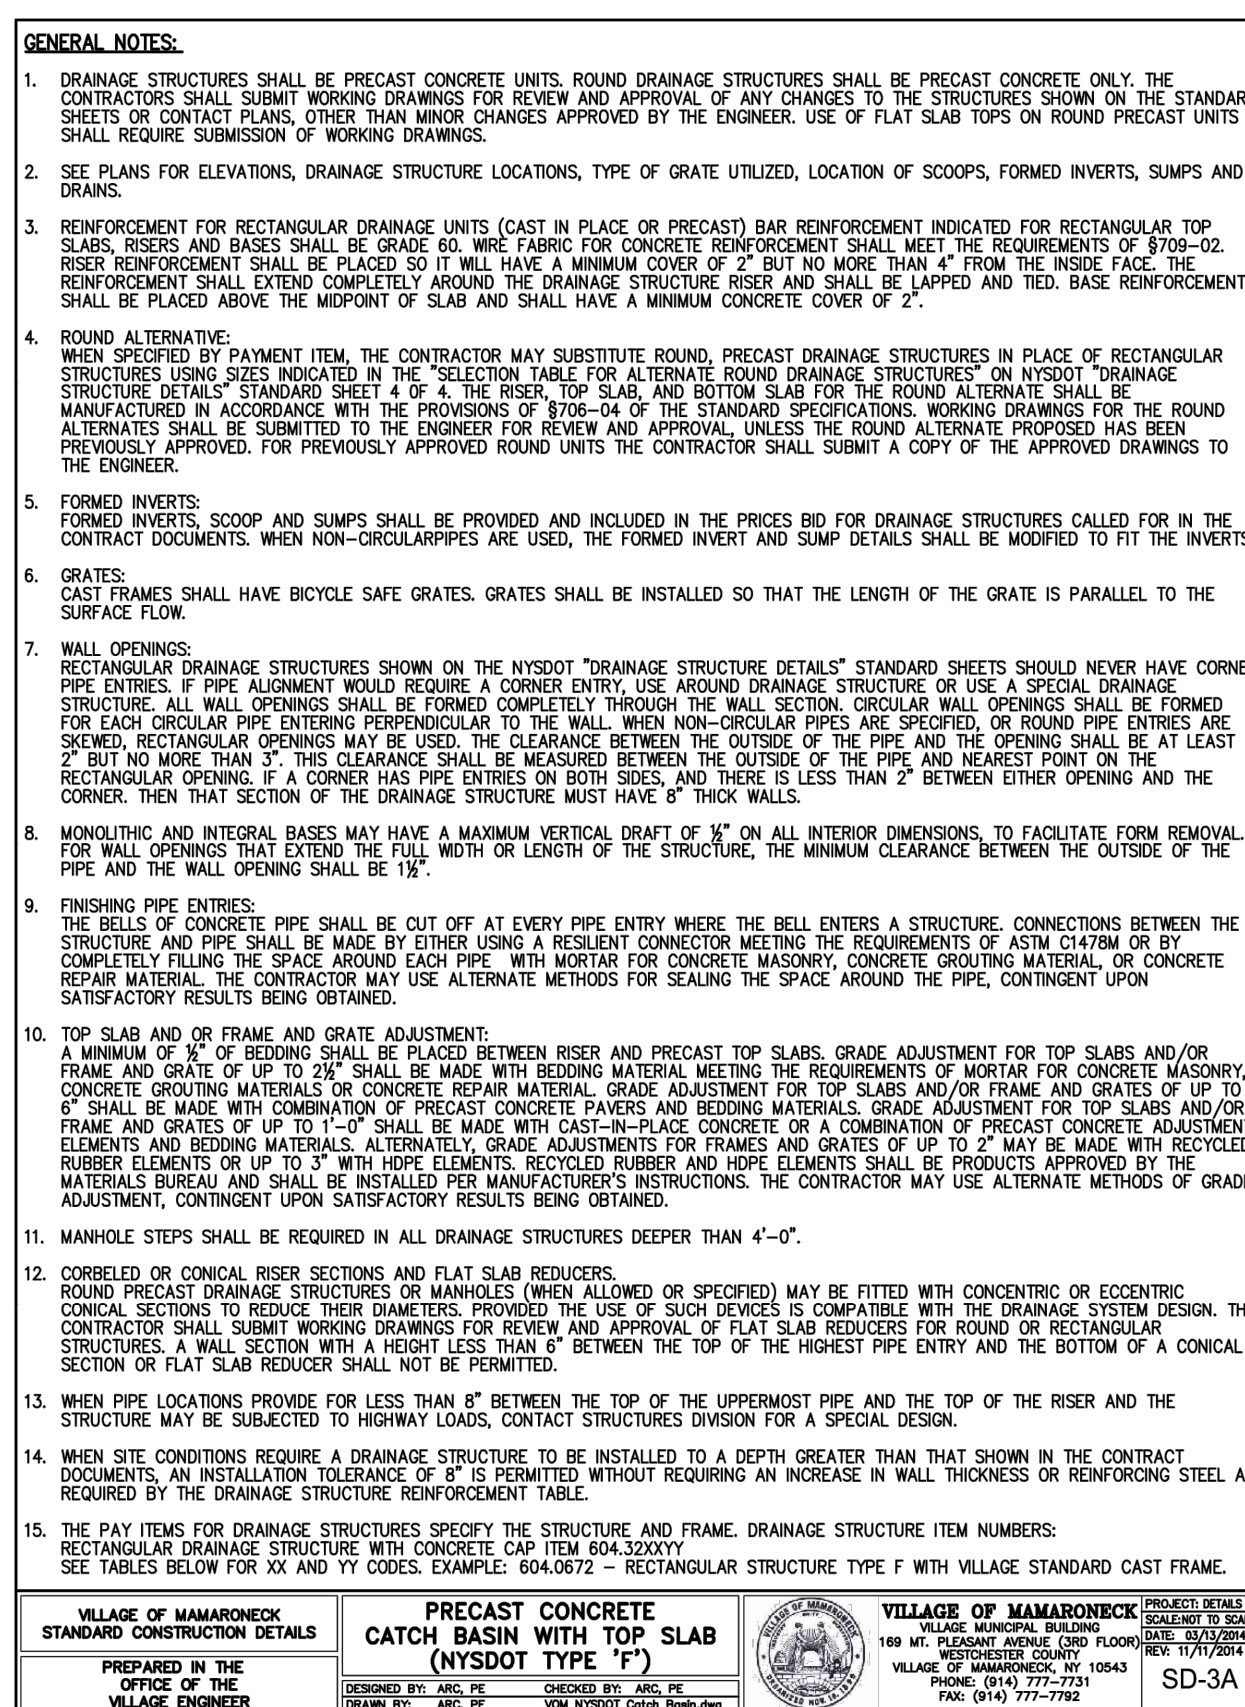 GENERAL NOTES:
1. DRAINAGE STRUCTURES SHALL BE PRECAST CONCRETE UNITS. ROUND DRAINAGE STRUCTURES SHALL BE PRECAST CONCRETE ONLY. THE
CONTRACTORS SHALL SUBMIT WORKING DRAWINGS FOR REVIEW AND APPROVAL OF ANY CHANGES TO THE STRUCTURES SHOWN ON THE STANDAR
SHEETS OR CONTACT PLANS, OTHER THAN MINOR CHANGES APPROVED BY THE ENGINEER. USE OF FLAT SLAB TOPS ON ROUND PRECAST UNITS
SHALL REQUIRE SUBMISSION OF WORKING DRAWINGS.
2. SEE PLANS FOR ELEVATIONS, DRAINAGE STRUCTURE LOCATIONS, TYPE OF GRATE UTILIZED, LOCATION OF SCOOPS, FORMED INVERTS, SUMPS AND
DRAINS.
3. REINFORCEMENT FOR RECTANGULAR DRAINAGE UNITS (CAST IN PLACE OR PRECAST) BAR REINFORCEMENT INDICATED FOR RECTANGULAR TOP
SLABS, RISERS AND BASES SHALL BE GRADE 60. WIRE FABRIC FOR CONCRETE REINFORCEMENT SHALL MEET THE REQUIREMENTS OF §709-02.
RISER REINFORCEMENT SHALL BE PLACED SO IT WILL HAVE A MINIMUM COVER OF 2" BUT NO MORE THAN 4" FROM THE INSIDE FACE. THE
REINFORCEMENT SHALL EXTEND COMPLETELY AROUND THE DRAINAGE STRUCTURE RISER AND SHALL BE LAPPED AND TIED. BASE REINFORCEMENT
SHALL BE PLACED ABOVE THE MIDPOINT OF SLAB AND SHALL HAVE A MINIMUM CONCRETE COVER OF 2".
4. ROUND ALTERNATIVE:
WHEN SPECIFIED BY PAYMENT ITEM, THE CONTRACTOR MAY SUBSTITUTE ROUND, PRECAST DRAINAGE STRUCTURES IN PLACE OF RECTANGULAR
STRUCTURES USING SIZES INDICATED IN THE "SELECTION TABLE FOR ALTERNATE ROUND DRAINAGE STRUCTURES" ON NYSDOT "DRAINAGE
STRUCTURE DETAILS" STANDARD SHEET 4 OF 4. THE RISER, TOP SLAB, AND BOTTOM SLAB FOR THE ROUND ALTERNATE SHALL BE
MANUFACTURED IN ACCORDANCE WITH THE PROVISIONS OF §706-04 OF THE STANDARD SPECIFICATIONS. WORKING DRAWINGS FOR THE ROUND
ALTERNATES SHALL BE SUBMITTED TO THE ENGINEER FOR REVIEW AND APPROVAL, UNLESS THE ROUND ALTERNATE PROPOSED HAS BEEN
PREVIOUSLY APPROVED. FOR PREVIOUSLY APPROVED ROUND UNITS THE CONTRACTOR SHALL SUBMIT A COPY OF THE APPROVED DRAWINGS TO
THE ENGINEER.
5. FORMED INVERTS:
FORMED INVERTS, SCOOP AND SUMPS SHALL BE PROVIDED AND INCLUDED IN THE PRICES BID FOR DRAINAGE STRUCTURES CALLED FOR IN THE
CONTRACT DOCUMENTS. WHEN NON-CIRCULARPIPES ARE USED, THE FORMED INVERT AND SUMP DETAILS SHALL BE MODIFIED TO FIT THE INVERTS
6. GRATES:
CAST FRAMES SHALL HAVE BICYCLE SAFE GRATES. GRATES SHALL BE INSTALLED SO THAT THE LENGTH OF THE GRATE IS PARALLEL TO THE
SURFACE FLOW.
7. WALL OPENINGS:
RECTANGULAR DRAINAGE STRUCTURES SHOWN ON THE NYSDOT "DRAINAGE STRUCTURE DETAILS" STANDARD SHEETS SHOULD NEVER HAVE CORNE
PIPE ENTRIES. IF PIPE ALIGNMENT WOULD REQUIRE A CORNER ENTRY, USE AROUND DRAINAGE STRUCTURE OR USE A SPECIAL DRAINAGE
STRUCTURE. ALL WALL OPENINGS SHALL BE FORMED COMPLETELY THROUGH THE WALL SECTION. CIRCULAR WALL OPENINGS SHALL BE FORMED
FOR EACH CIRCULAR PIPE ENTERING PERPENDICULAR TO THE WALL. WHEN NON-CIRCULAR PIPES ARE SPECIFIED, OR ROUND PIPE ENTRIES ARE
SKEWED, RECTANGULAR OPENINGS MAY BE USED. THE CLEARANCE BETWEEN THE OUTSIDE OF THE PIPE AND THE OPENING SHALL BE AT LEAST
2" BUT NO MORE THAN 3". THIS CLEARANCE SHALL BE MEASURED BETWEEN THE OUTSIDE OF THE PIPE AND NEAREST POINT ON THE
RECTANGULAR OPENING. IF A CORNER HAS PIPE ENTRIES ON BOTH SIDES, AND THERE IS LESS THAN 2" BETWEEN EITHER OPENING AND THE
CORNER. THEN THAT SECTION OF THE DRAINAGE STRUCTURE MUST HAVE 8" THICK WALLS.
8. MONOLITHIC AND INTEGRAL BASES MAY HAVE A MAXIMUM VERTICAL DRAFT OF ½" ON ALL INTERIOR DIMENSIONS, TO FACILITATE FORM REMOVAL.
FOR WALL OPENINGS THAT EXTEND THE FULL WIDTH OR LENGTH OF THE STRUCTURE, THE MINIMUM CLEARANCE BETWEEN THE OUTSIDE OF THE
PIPE AND THE WALL OPENING SHALL BE 1½".
9. FINISHING PIPE ENTRIES:
THE BELLS OF CONCRETE PIPE SHALL BE CUT OFF AT EVERY PIPE ENTRY WHERE THE BELL ENTERS A STRUCTURE. CONNECTIONS BETWEEN THE
STRUCTURE AND PIPE SHALL BE MADE BY EITHER USING A RESILIENT CONNECTOR MEETING THE REQUIREMENTS OF ASTM C1478M OR BY
COMPLETELY FILLING THE SPACE AROUND EACH PIPE WITH MORTAR FOR CONCRETE MASONRY, CONCRETE GROUTING MATERIAL, OR CONCRETE
REPAIR MATERIAL. THE CONTRACTOR MAY USE ALTERNATE METHODS FOR SEALING THE SPACE AROUND THE PIPE, CONTINGENT UPON
SATISFACTORY RESULTS BEING OBTAINED.
10. TOP SLAB AND OR FRAME AND GRATE ADJUSTMENT:
A MINIMUM OF ½" OF BEDDING SHALL BE PLACED BETWEEN RISER AND PRECAST TOP SLABS. GRADE ADJUSTMENT FOR TOP SLABS AND/OR
FRAME AND GRATE OF UP TO 2½" SHALL BE MADE WITH BEDDING MATERIAL MEETING THE REQUIREMENTS OF MORTAR FOR CONCRETE MASONRY,
CONCRETE GROUTING MATERIALS OR CONCRETE REPAIR MATERIAL. GRADE ADJUSTMENT FOR TOP SLABS AND/OR FRAME AND GRATES OF UP TO
6" SHALL BE MADE WITH COMBINATION OF PRECAST CONCRETE PAVERS AND BEDDING MATERIALS. GRADE ADJUSTMENT FOR TOP SLABS AND/OR
FRAME AND GRATES OF UP TO 1'-0" SHALL BE MADE WITH CAST-IN-PLACE CONCRETE OR A COMBINATION OF PRECAST CONCRETE ADJUSTMENT
ELEMENTS AND BEDDING MATERIALS. ALTERNATELY, GRADE ADJUSTMENTS FOR FRAMES AND GRATES OF UP TO 2" MAY BE MADE WITH RECYCLED
RUBBER ELEMENTS OR UP TO 3" WITH HDPE ELEMENTS. RECYCLED RUBBER AND HDPE ELEMENTS SHALL BE PRODUCTS APPROVED BY THE
MATERIALS BUREAU AND SHALL BE INSTALLED PER MANUFACTURER'S INSTRUCTIONS. THE CONTRACTOR MAY USE ALTERNATE METHODS OF GRADE
ADJUSTMENT, CONTINGENT UPON SATISFACTORY RESULTS BEING OBTAINED.
11. MANHOLE STEPS SHALL BE REQUIRED IN ALL DRAINAGE STRUCTURES DEEPER THAN 4'-0".
12. CORBELED OR CONICAL RISER SECTIONS AND FLAT SLAB REDUCERS.
ROUND PRECAST DRAINAGE STRUCTURES OR MANHOLES (WHEN ALLOWED OR SPECIFIED) MAY BE FITTED WITH CONCENTRIC OR ECCENTRIC
CONICAL SECTIONS TO REDUCE THEIR DIAMETERS. PROVIDED THE USE OF SUCH DEVICES IS COMPATIBLE WITH THE DRAINAGE SYSTEM DESIGN. TH
CONTRACTOR SHALL SUBMIT WORKING DRAWINGS FOR REVIEW AND APPROVAL OF FLAT SLAB REDUCERS FOR ROUND OR RECTANGULAR
STRUCTURES. A WALL SECTION WITH A HEIGHT LESS THAN 6" BETWEEN THE TOP OF THE HIGHEST PIPE ENTRY AND THE BOTTOM OF A CONICAL
SECTION OR FLAT SLAB REDUCER SHALL NOT BE PERMITTED.
13. WHEN PIPE LOCATIONS PROVIDE FOR LESS THAN 8" BETWEEN THE TOP OF THE UPPERMOST PIPE AND THE TOP OF THE RISER AND THE
STRUCTURE MAY BE SUBJECTED TO HIGHWAY LOADS, CONTACT STRUCTURES DIVISION FOR A SPECIAL DESIGN.
14. WHEN SITE CONDITIONS REQUIRE A DRAINAGE STRUCTURE TO BE INSTALLED TO A DEPTH GREATER THAN THAT SHOWN IN THE CONTRACT
DOCUMENTS, AN INSTALLATION TOLERANCE OF 8" IS PERMITTED WITHOUT REQUIRING AN INCREASE IN WALL THICKNESS OR REINFORCING STEEL A
REQUIRED BY THE DRAINAGE STRUCTURE REINFORCEMENT TABLE.
15. THE PAY ITEMS FOR DRAINAGE STRUCTURES SPECIFY THE STRUCTURE AND FRAME. DRAINAGE STRUCTURE ITEM NUMBERS:
RECTANGULAR DRAINAGE STRUCTURE WITH CONCRETE CAP ITEM 604.32XXYY
SEE TABLES BELOW FOR XX AND YY CODES. EXAMPLE: 604.0672 - RECTANGULAR STRUCTURE TYPE F WITH VILLAGE STANDARD CAST FRAME.
VILLAGE OF MAMARONECK
STANDARD CONSTRUCTION DETAILS
PREPARED IN THE
OFFICE OF THE
VILLAGE ENGINEER
PRECAST CONCRETE
CATCH BASIN WITH TOP SLAB
(NYSDOT TYPE 'F')
DESIGNED BY: ARC, PE CHECKED BY: ARC, PE
DRAWN BY: ARC, PE VOM NYSDOT Catch Basin.dwg
VILLAGE OF MAMARONECK
VILLAGE MUNICIPAL BUILDING
169 MT. PLEASANT AVENUE (3RD FLOOR)
WESTCHESTER COUNTY
VILLAGE OF MAMARONECK, NY 10543
PHONE: (914) 777-7731
FAX: (914) 777-7792
PROJECT: DETAILS
SCALE:NOT TO SCAL
DATE: 03/13/2014
REV: 11/11/2014
SD-3A